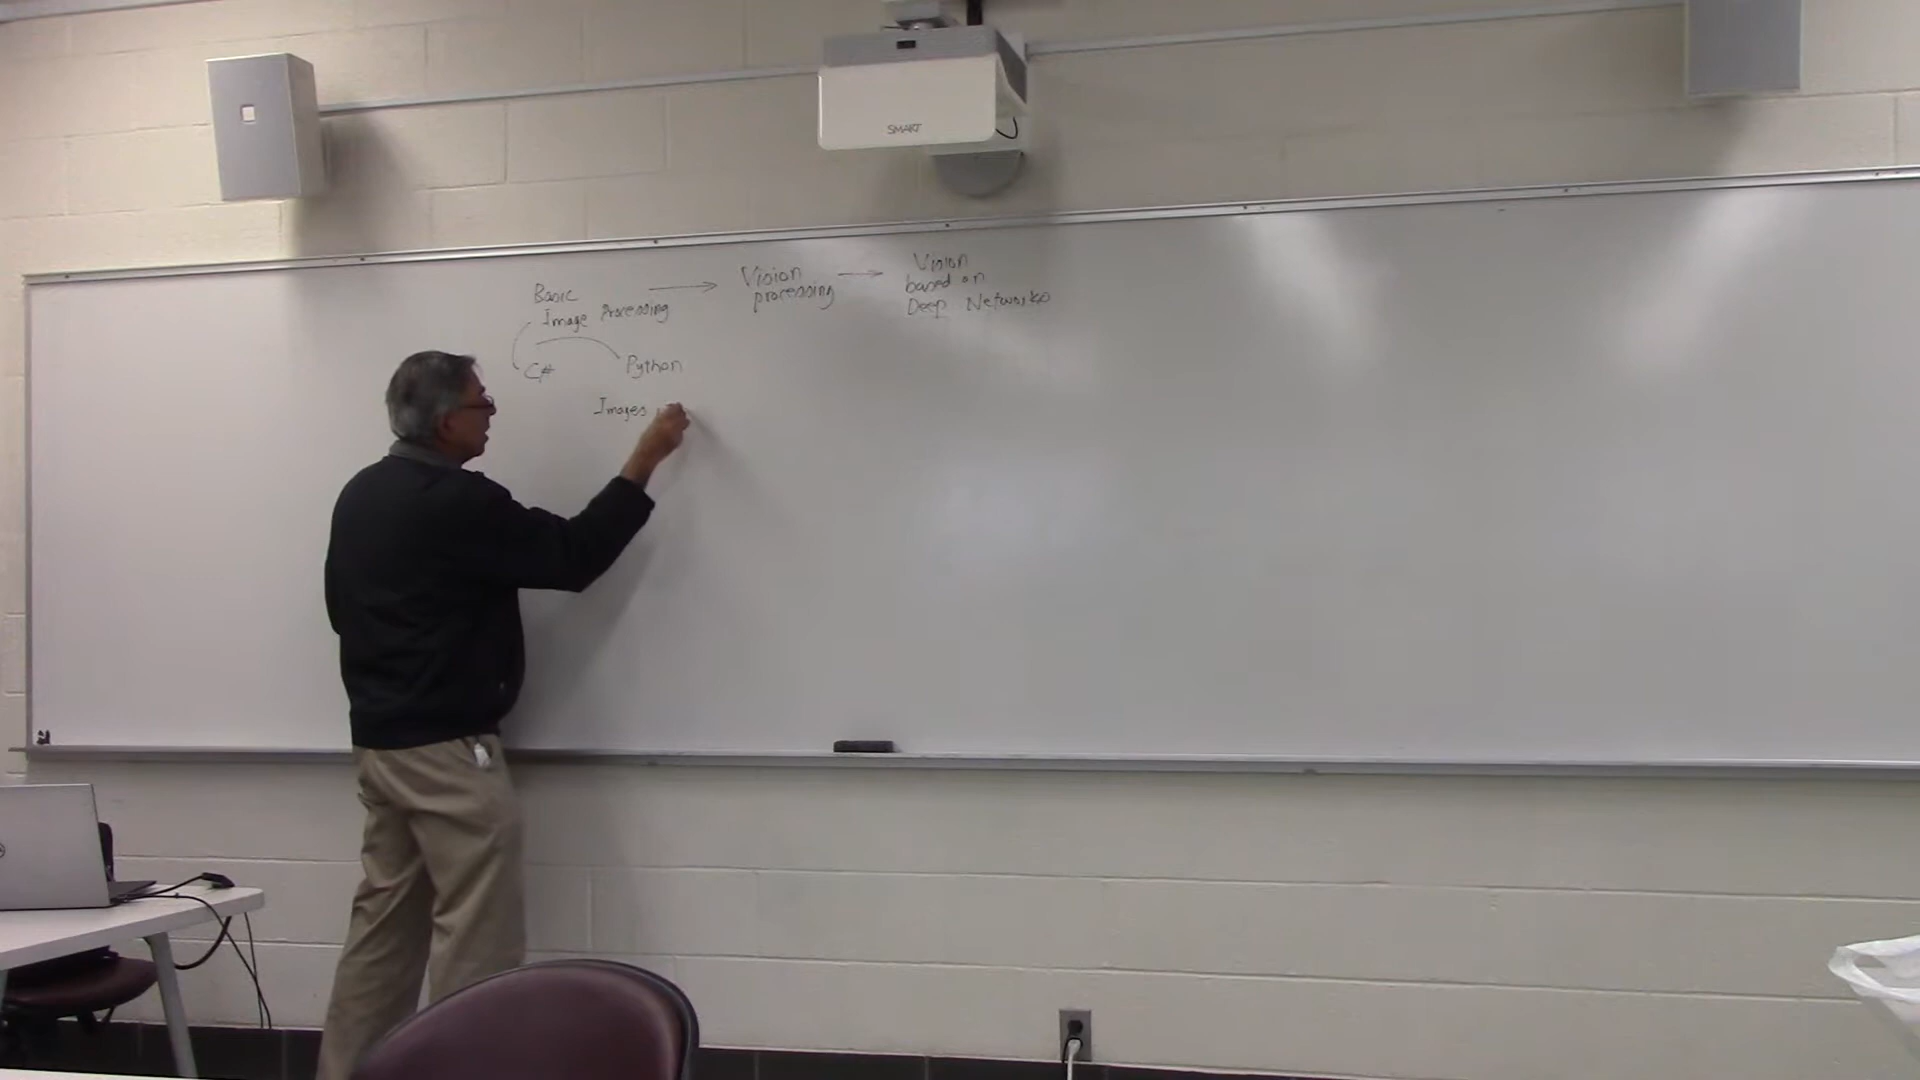 SMART
Basic
Image Processing
Vision
processing
Vision
based on
Deep Networks
C#
Python
Images